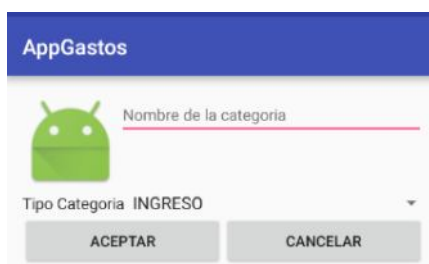 AppGastos
Nombre de la categoria
Tipo Categoria INGRESO
ACEPTAR CANCELAR